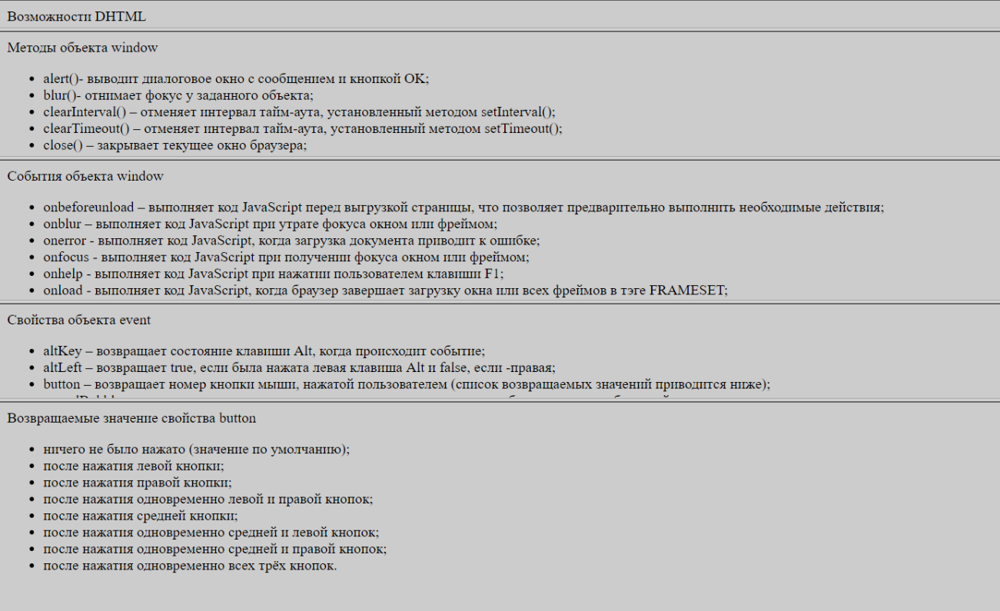 Возможности DHTML
Методы объекта window
• alert()- выводит диалоговое окно с сообщением и кнопкой OK;
• blur()- отнимает фокус у заданного объекта;
• clearInterval() – отменяет интервал тайм-аута, установленный методом setInterval();
• clearTimeout() – отменяет интервал тайм-аута, установленный методом setTimeout();
• close() – закрывает текущее окно браузера;
События объекта window
• onbeforeunload – выполняет код JavaScript перед выгрузкой страницы, что позволяет предварительно выполнить необходимые действия;
• onblur – выполняет код JavaScript при утрате фокуса окном или фреймом;
• onerror - выполняет код JavaScript, когда загрузка документа приводит к ошибке;
• onfocus - выполняет код JavaScript при получении фокуса окном или фреймом;
• onhelp - выполняет код JavaScript при нажатии пользователем клавиши F1;
• onload - выполняет код JavaScript, когда браузер завершает загрузку окна или всех фреймов в тэге FRAMESET;
Свойства объекта event
• altKey – возвращает состояние клавиши Alt, когда происходит событие;
• altLeft – возвращает true, если была нажата левая клавиша Alt и false, если -правая;
• button – возвращает номер кнопки мыши, нажатой пользователем (список возвращаемых значений приводится ниже);
Возвращаемые значение свойства button
• ничего не было нажато (значение по умолчанию);
• после нажатия левой кнопки;
• после нажатия правой кнопки;
• после нажатия одновременно левой и правой кнопок;
• после нажатия средней кнопки;
• после нажатия одновременно средней и левой кнопок;
• после нажатия одновременно средней и правой кнопок;
• после нажатия одновременно всех трёх кнопок.